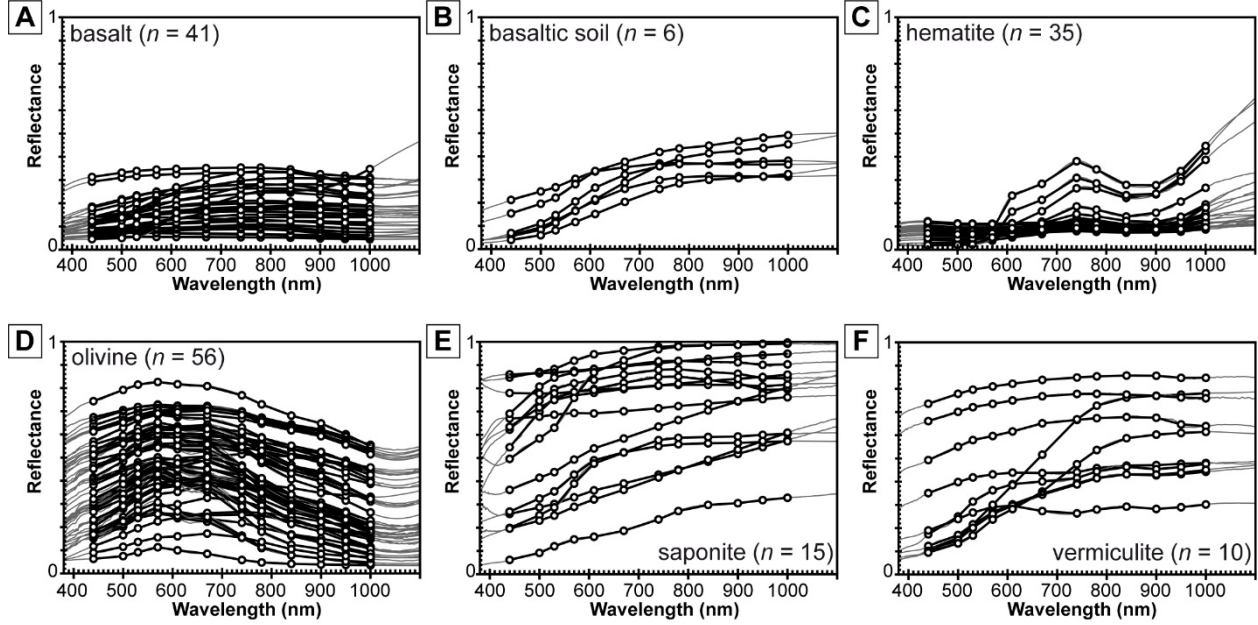 A
basalt (n = 41)
1
Reflectance
0
400 500 600 700 800 900 1000
Wavelength (nm)
B
basaltic soil (n = 6)
1
Reflectance
0
400 500 600 700 800 900 1000
Wavelength (nm)
C
hematite (n = 35)
1
Reflectance
0
400 500 600 700 800 900 1000
Wavelength (nm)
D
olivine (n = 56)
1
Reflectance
0
400 500 600 700 800 900 1000
Wavelength (nm)
E
1
Reflectance
saponite (n = 15)
0
400 500 600 700 800 900 1000
Wavelength (nm)
F
1
Reflectance
vermiculite (n = 10)
0
400 500 600 700 800 900 1000
Wavelength (nm)